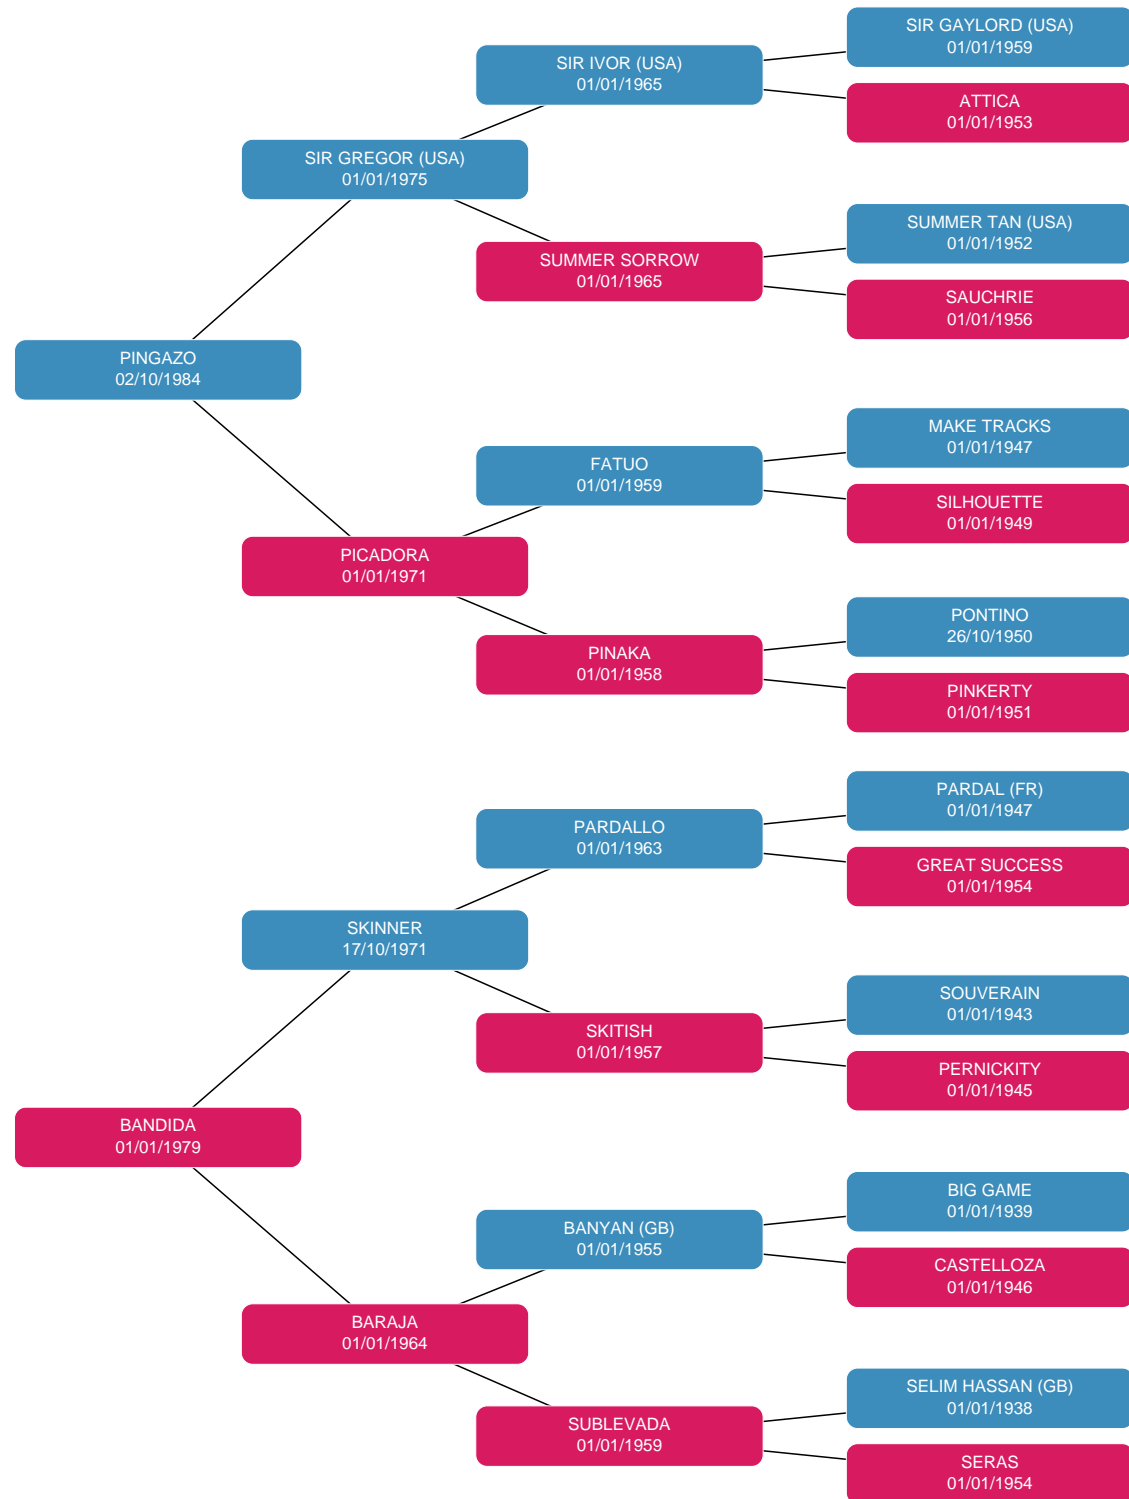 SIR GAYLORD (USA)
01/01/1959
SIR IVOR (USA)
01/01/1965
ATTICA
01/01/1953
SIR GREGOR (USA)
01/01/1975
SUMMER TAN (USA)
01/01/1952
SUMMER SORROW
01/01/1965
SAUCHRIE
01/01/1956
PINGAZO
02/10/1984
MAKE TRACKS
01/01/1947
FATUO
01/01/1959
SILHOUETTE
01/01/1949
PICADORA
01/01/1971
PONTINO
26/10/1950
PINAKA
01/01/1958
PINKERTY
01/01/1951
PARDAL (FR)
01/01/1947
PARDALLO
01/01/1963
GREAT SUCCESS
01/01/1954
SKINNER
17/10/1971
SOUVERAIN
01/01/1943
SKITISH
01/01/1957
PERNICKITY
01/01/1945
BANDIDA
01/01/1979
BIG GAME
01/01/1939
BANYAN (GB)
01/01/1955
CASTELLOZA
01/01/1946
BARAJA
01/01/1964
SELIM HASSAN (GB)
01/01/1938
SUBLEVADA
01/01/1959
SERAS
01/01/1954